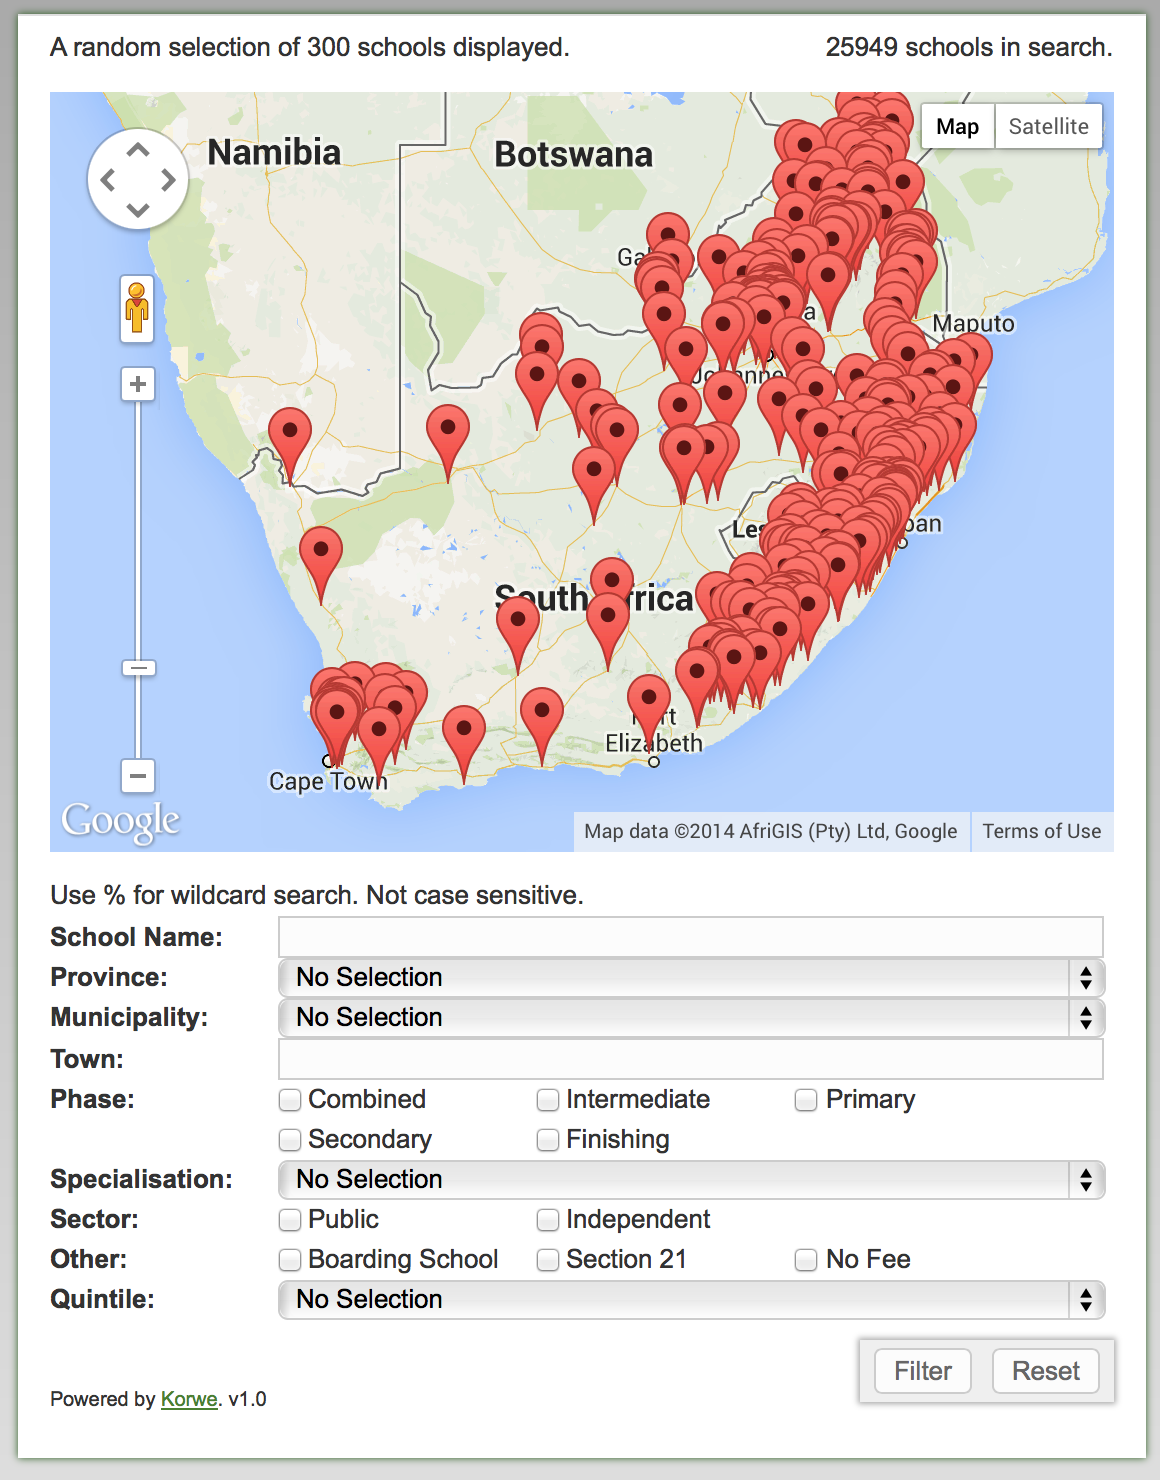 A random selection of 300 schools displayed.
25949 schools in search.
Map
Satellite
Namibia
Botswana
Ga
a
Maputo
Joanne
Les
ban
South frica
rt
Elizabeth
Cape Town
Google
Map data ©2014 AfriGIS (Pty) Ltd, Google
Terms of Use
Use % for wildcard search. Not case sensitive.
School Name:
Province: No Selection
Municipality: No Selection
Town:
Phase: Combined Intermediate Primary
Secondary Finishing
Specialisation: No Selection
Sector: Public Independent
Other: Boarding School Section 21 No Fee
Quintile: No Selection
Filter
Reset
Powered by Korwe. v1.0